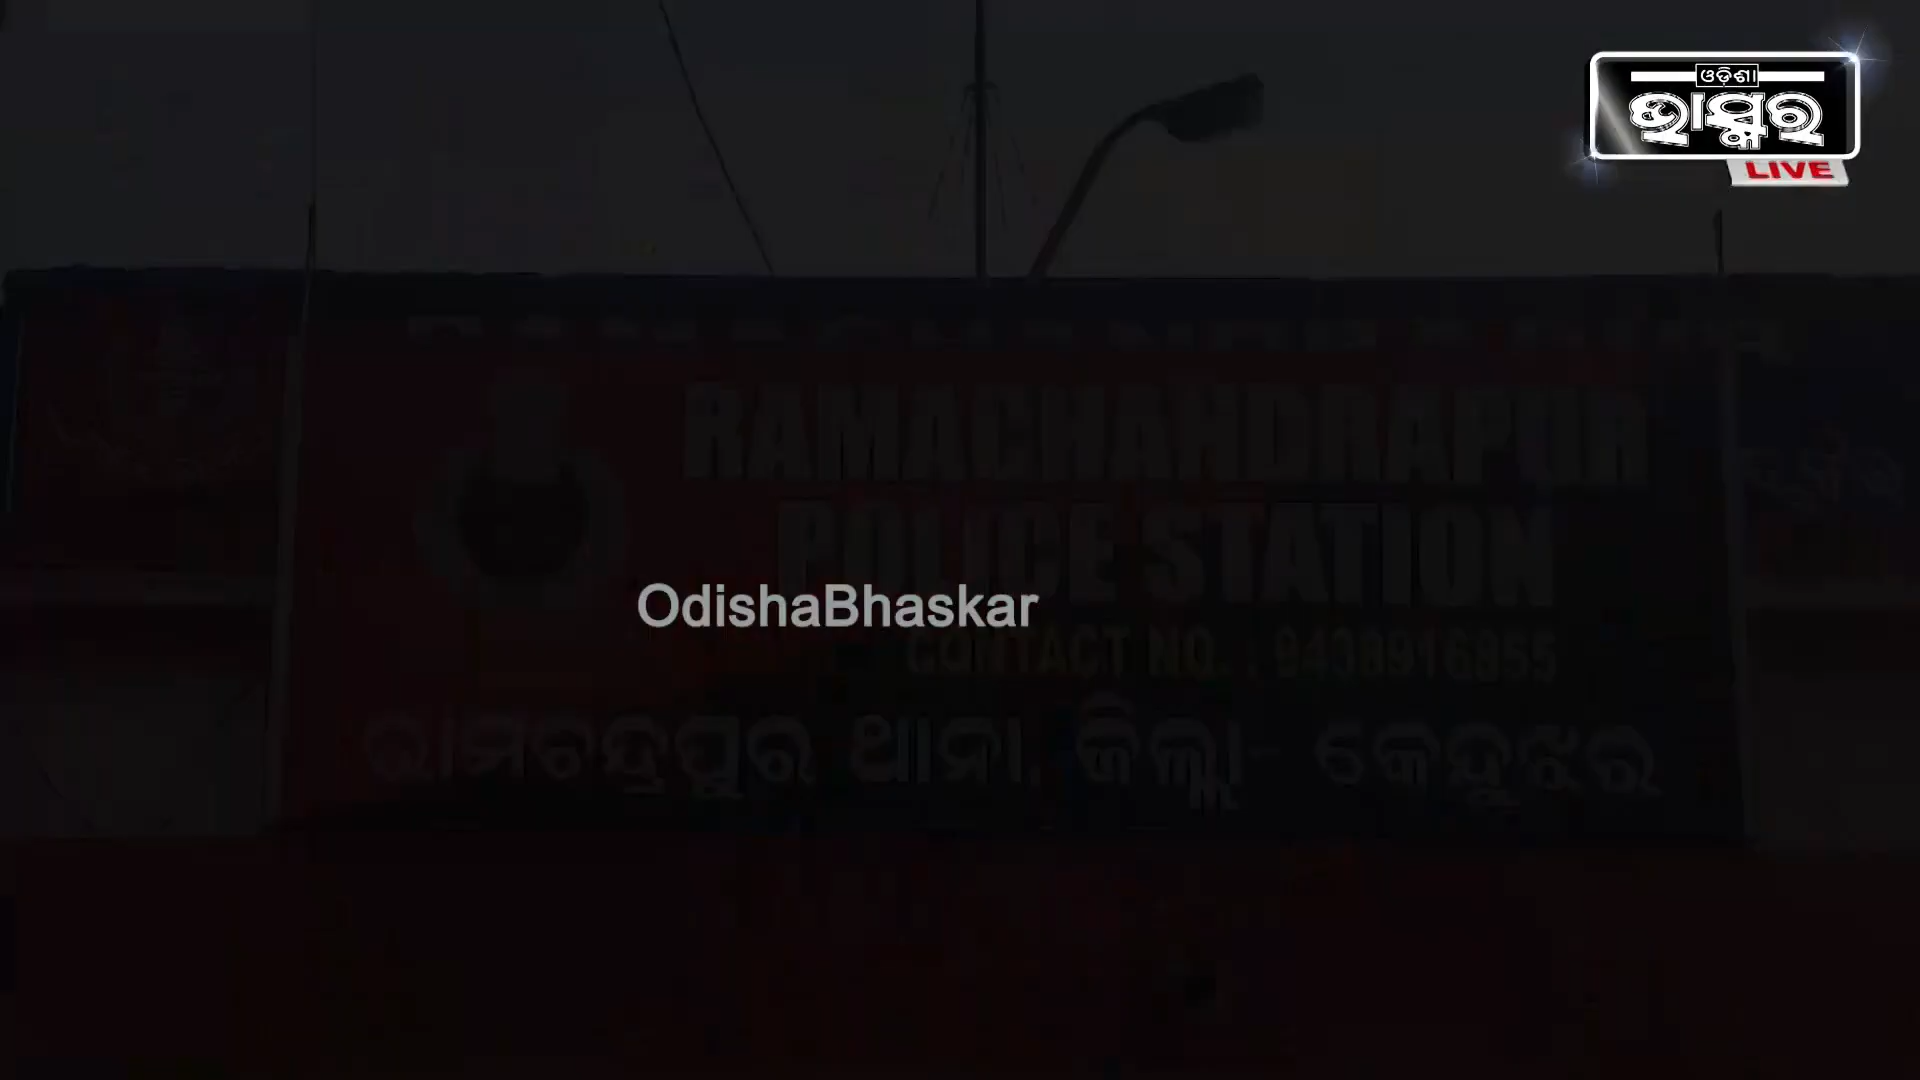 ଓଡ଼ିଶା
ଭାସ୍କର
LIVE
RAMACHANDRAPUR
POLICE STATION
OdishaBhaskar
CONTACT NO. : 9438916855
ରାମଚନ୍ଦ୍ରପୁର ଥାନା, ଜିଲ୍ଲା- କେନ୍ଦୁଝର